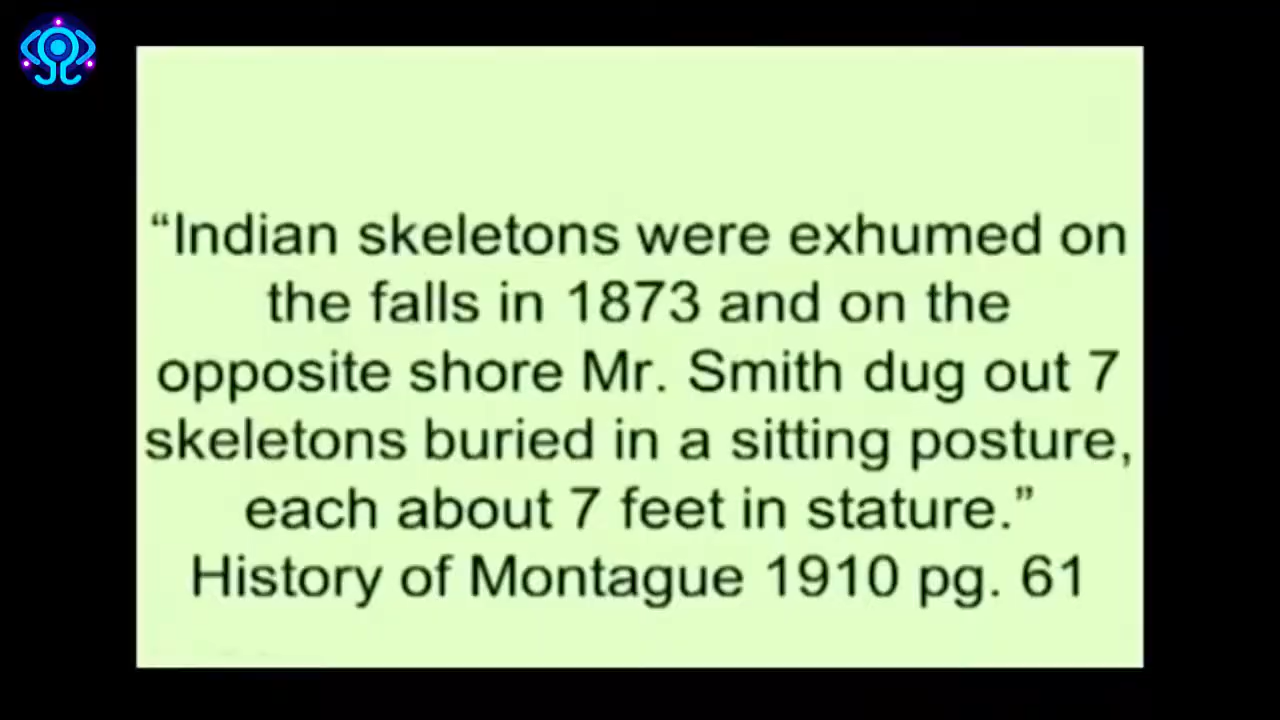 “Indian skeletons were exhumed on
the falls in 1873 and on the
opposite shore Mr. Smith dug out 7
skeletons buried in a sitting posture,
each about 7 feet in stature.”
History of Montague 1910 pg. 61